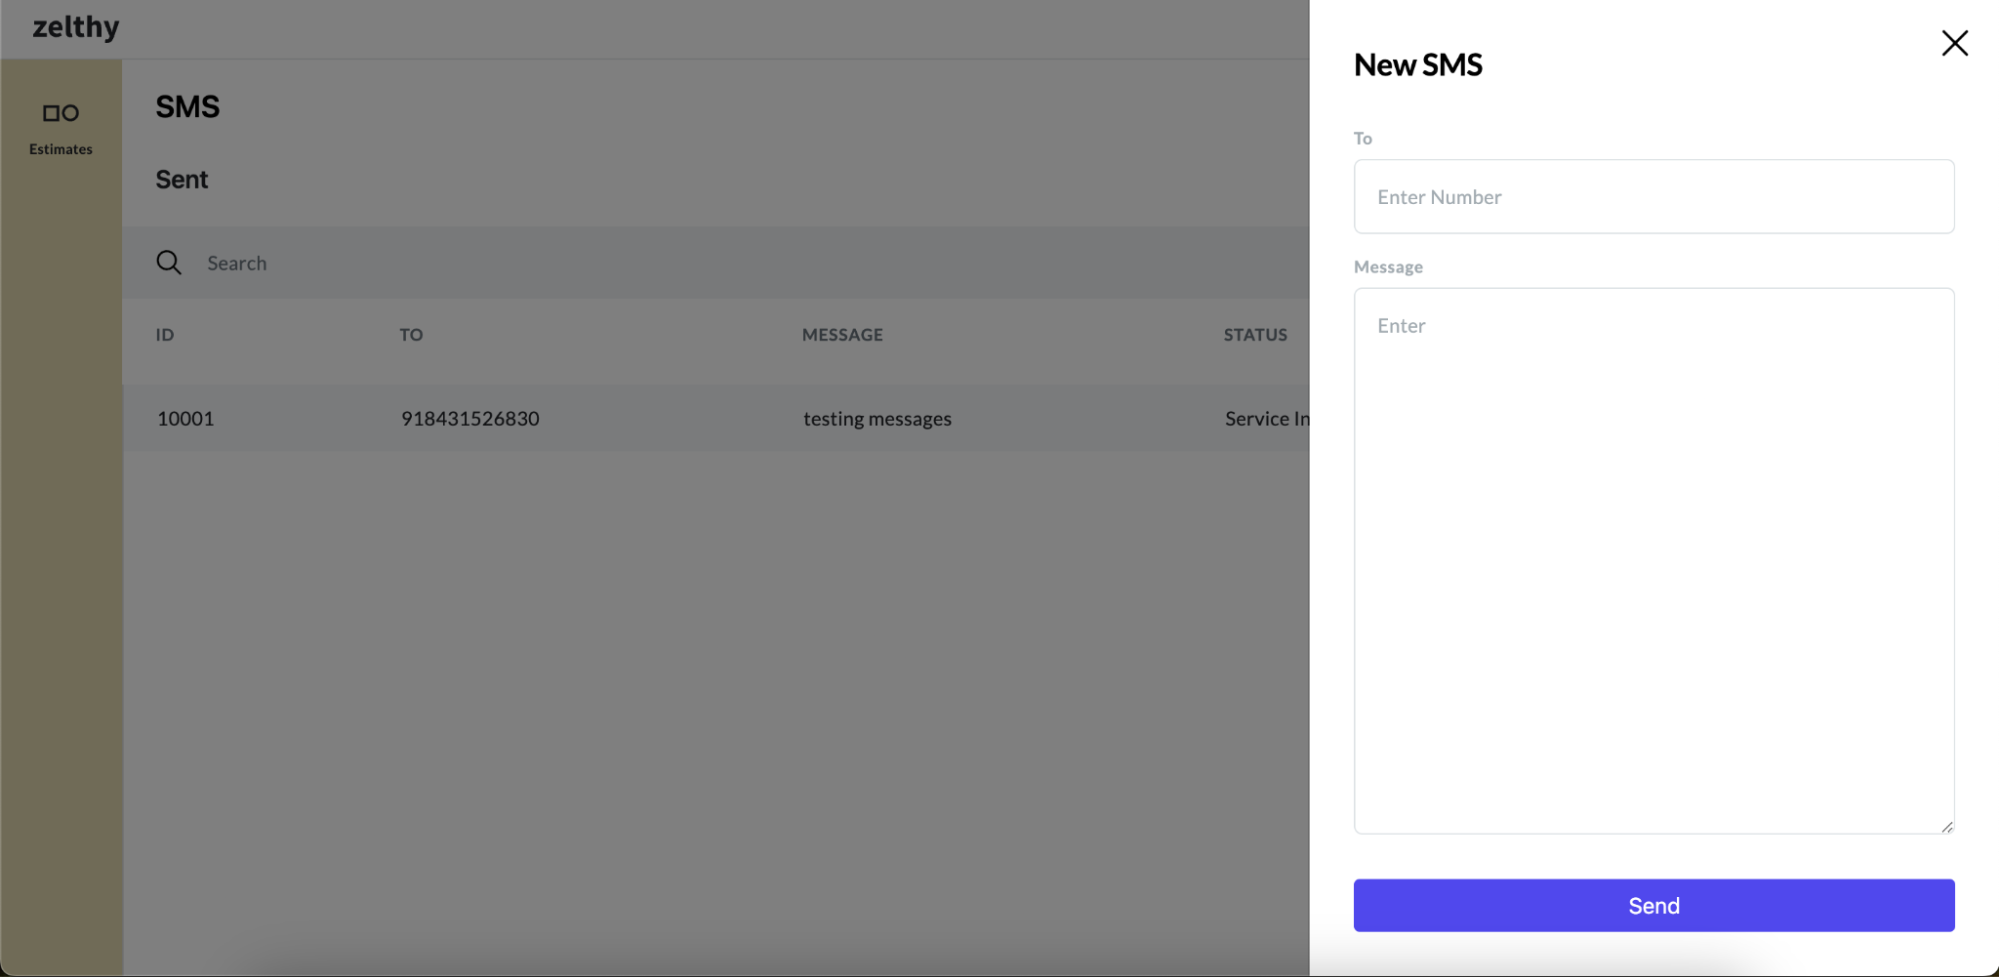 zelthy
Estimates
SMS
Sent
Search
ID TO MESSAGE STATUS
10001 918431526830 testing messages Service In
New SMS
To
Enter Number
Message
Enter
Send